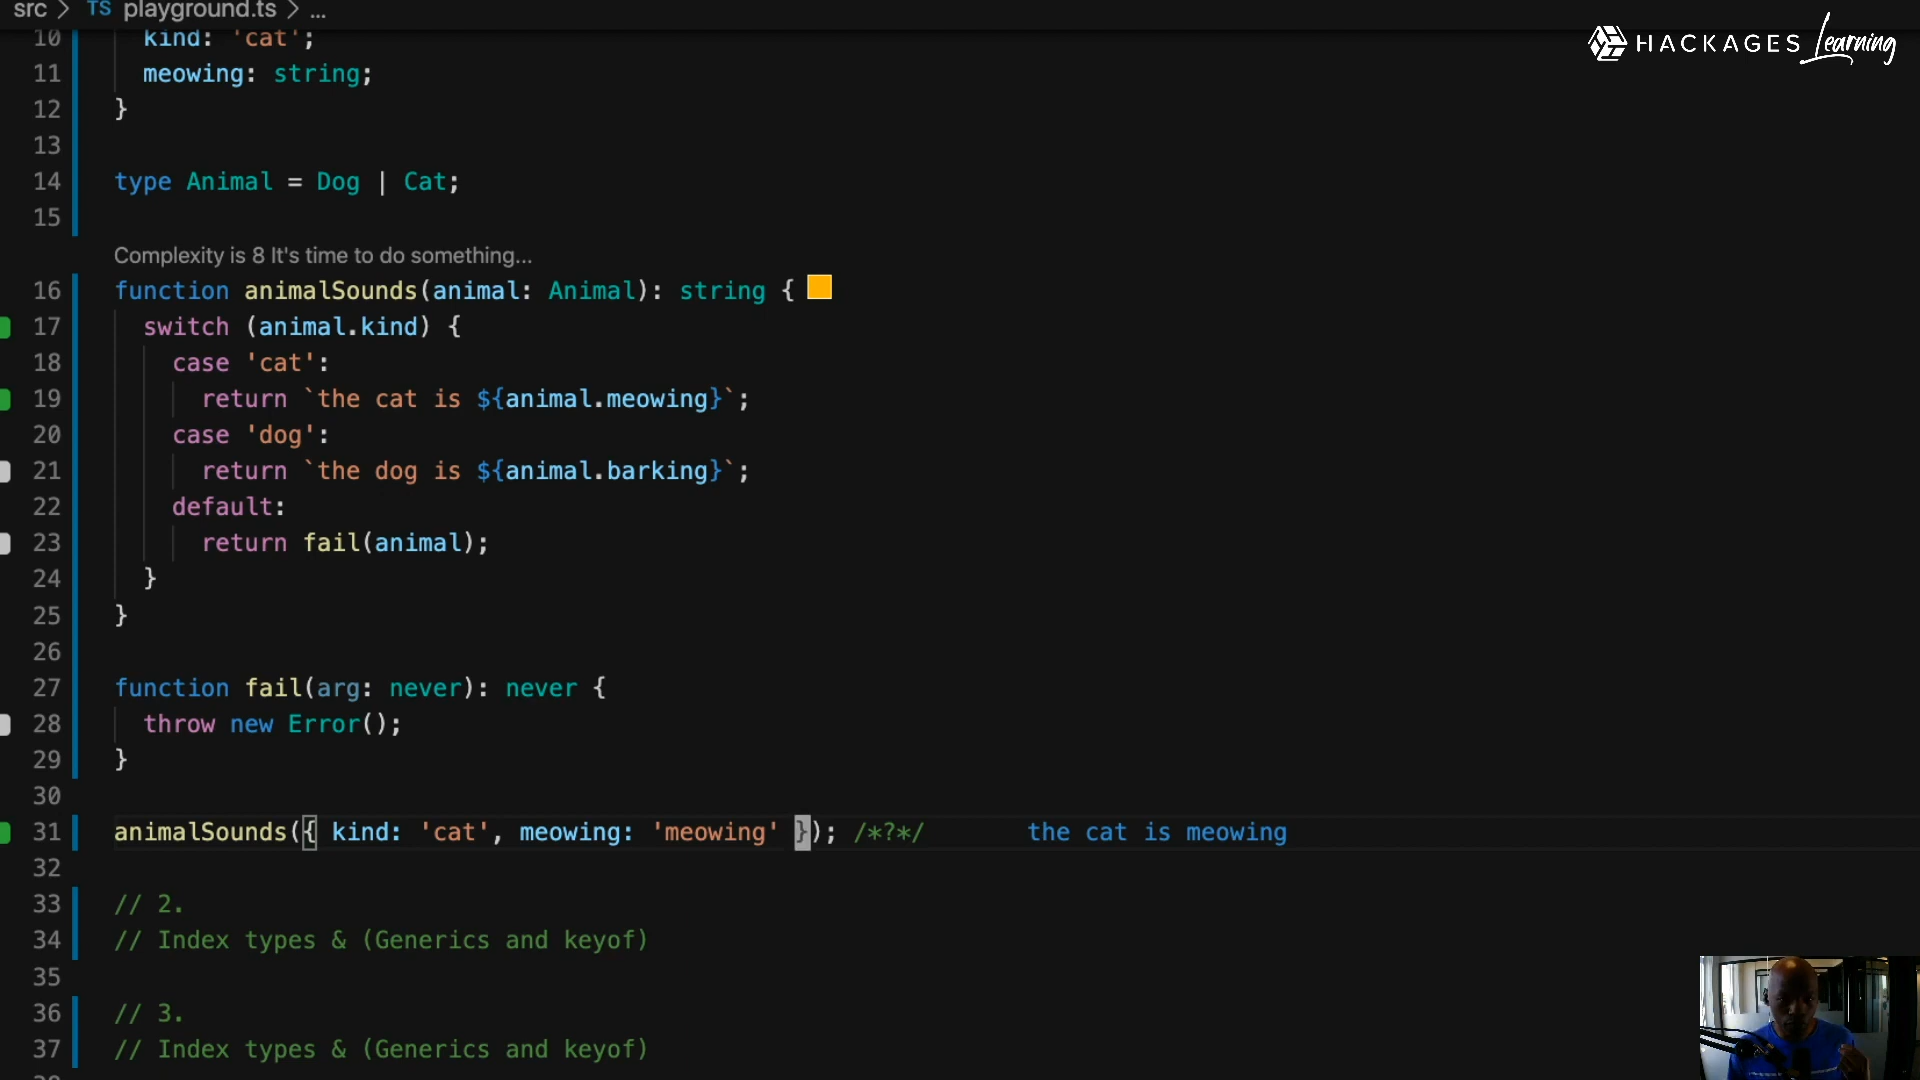 src > TS playground.ts > ...
HACKAGES Learning
10 kind: 'cat';
11 meowing: string;
12 }
13
14 type Animal = Dog | Cat;
15
Complexity is 8 It's time to do something...
16 function animalSounds(animal: Animal): string {
17 switch (animal.kind) {
18 case 'cat':
19 return `the cat is ${animal.meowing}`;
20 case 'dog':
21 return `the dog is ${animal.barking}`;
22 default:
23 return fail(animal);
24 }
25 }
26
27 function fail(arg: never): never {
28 throw new Error();
29 }
30
31 animalSounds({ kind: 'cat', meowing: 'meowing' }); /*?*/ the cat is meowing
32
33 // 2.
34 // Index types & (Generics and keyof)
35
36 // 3.
37 // Index types & (Generics and keyof)